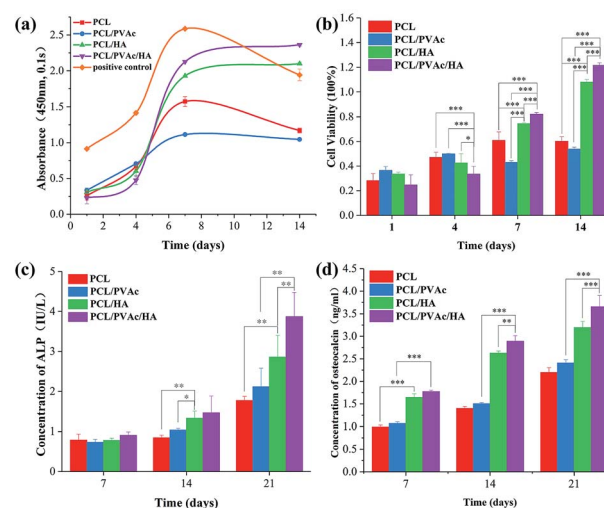 (a)
PCL
PCL/PVAc
PCL/HA
PCL/PVAc/HA
positive control
Absorbance (450nm, 0.1s)
3.0
2.5
2.0
1.5
1.0
0.5
0.0
0 2 4 6 8 10 12 14
Time (days)
(b)
PCL
PCL/PVAc
PCL/HA
PCL/PVAc/HA
Cell Viability (100%)
1.4
1.2
1.0
0.8
0.6
0.4
0.2
0.0
***
***
*
***
***
***
***
***
***
***
***
***
1 4 7 14
Time (days)
(c)
PCL
PCL/PVAc
PCL/HA
PCL/PVAc/HA
Concentration of ALP (IU/L)
5
4
3
2
1
0
**
*
**
**
**
7 14 21
Time (days)
(d)
PCL
PCL/PVAc
PCL/HA
PCL/PVAc/HA
Concentration of osteocalcin (ng/ml)
4.5
4.0
3.5
3.0
2.5
2.0
1.5
1.0
0.5
0.0
***
***
***
**
***
***
7 14 21
Time (days)